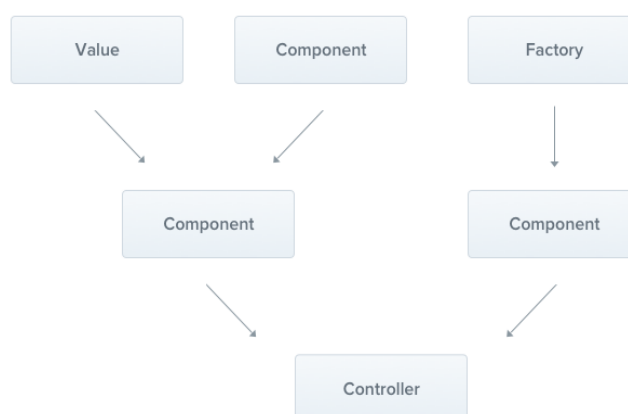 Value
Component
Factory
Component
Component
Controller